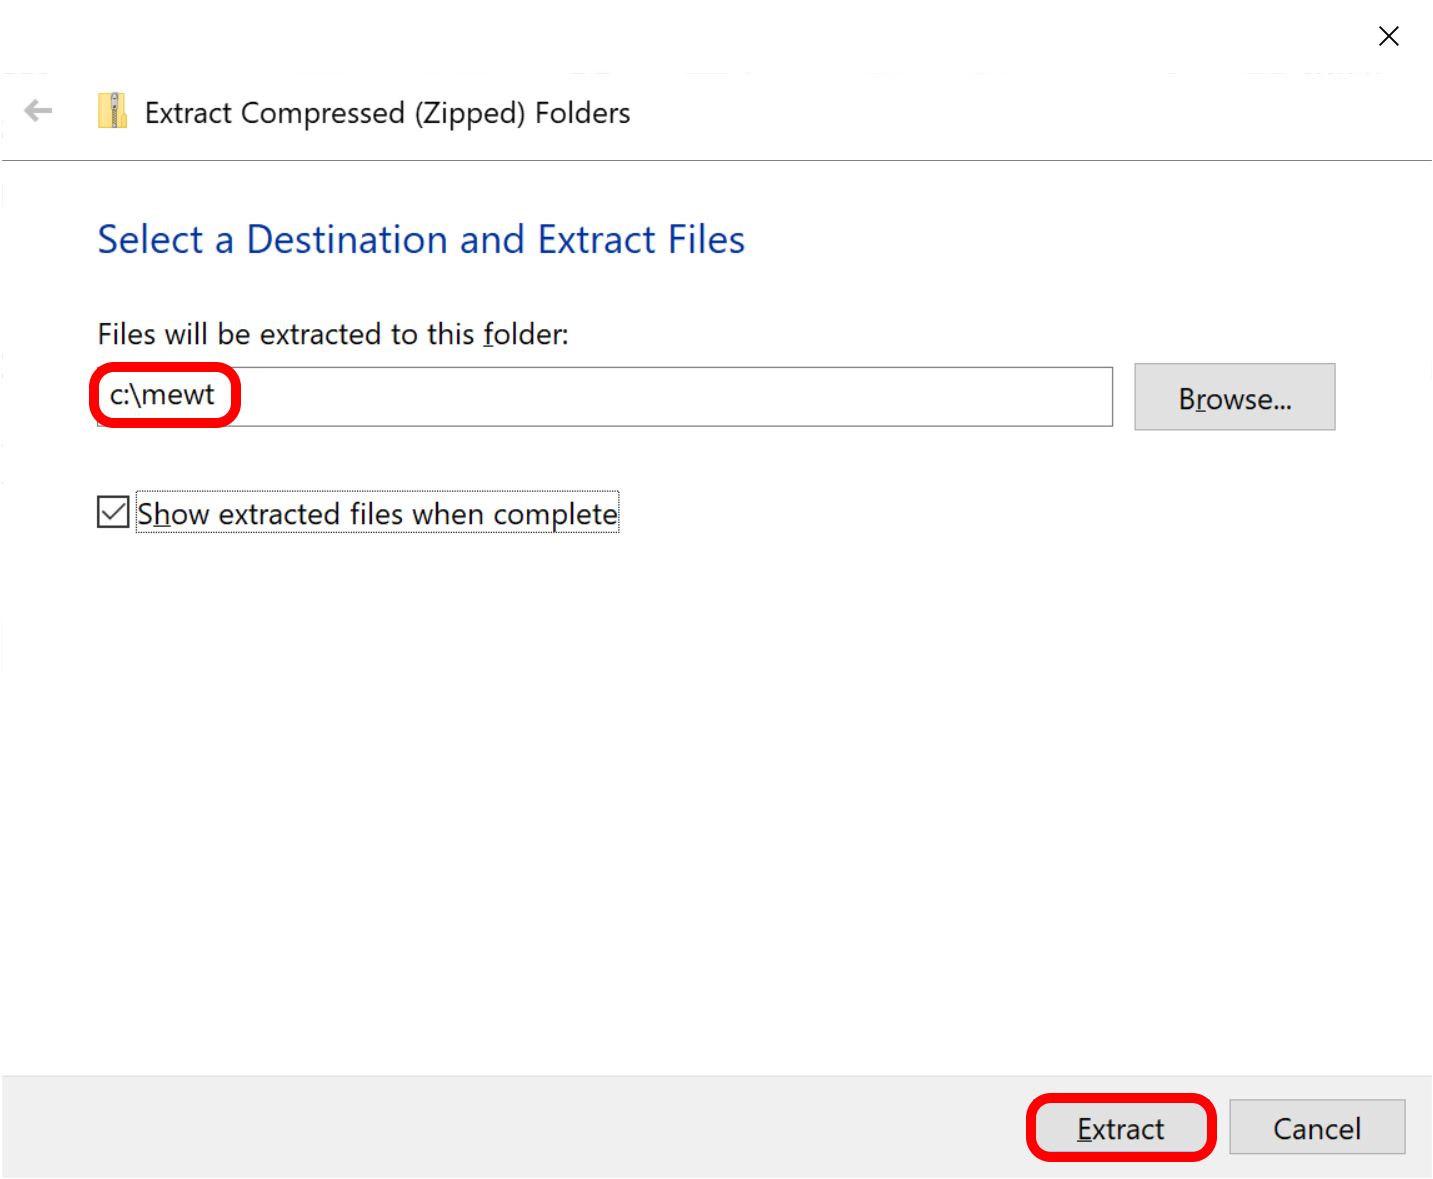 Extract Compressed (Zipped) Folders
Select a Destination and Extract Files
Files will be extracted to this folder:
c:\mewt
Browse...
Show extracted files when complete
Extract
Cancel